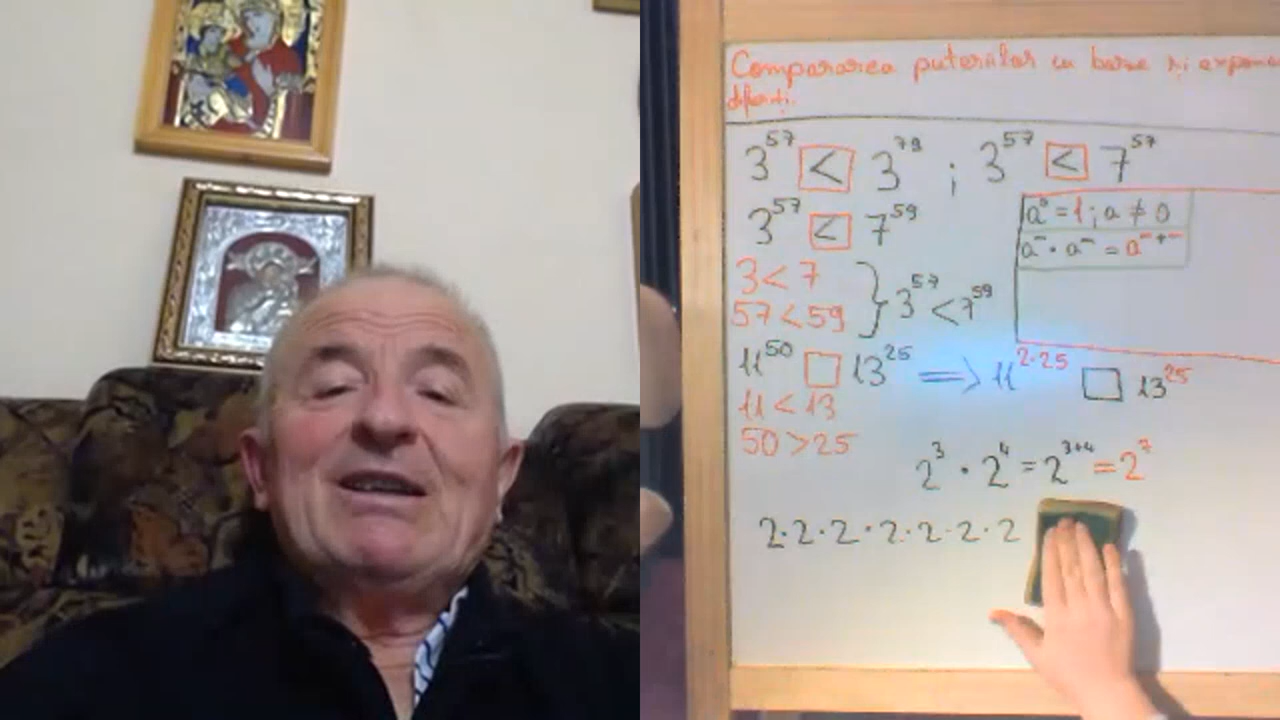 Compararea puterilor cu baze și expone
diferiți.
3^57 < 3^79 ; 3^57 < 7^57
3^57 < 7^59
a^0 = 1 ; a ≠ 0
a^m · a^n = a^m+n
3 < 7
57 < 59 } 3^57 < 7^59
11^50 □ 13^25 => 11^2·25 □ 13^25
11 < 13
50 > 25
2^3 · 2^4 = 2^3+4 = 2^7
2·2·2·2·2·2·2